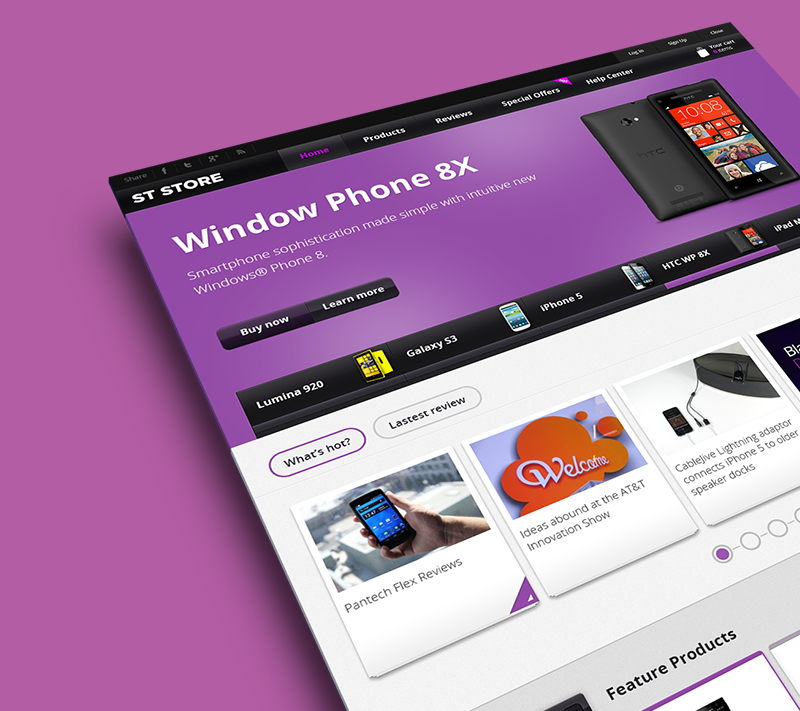 Log In
Sign Up
Close
Your cart
0 items
Share
Home
Products
Reviews
Special Offers
Help Center
ST STORE
Window Phone 8X
Smartphone sophistication made simple with intuitive new
Windows® Phone 8.
Buy now
Learn more
10:08
hTC
Lumina 920
Galaxy S3
iPhone 5
HTC WP 8X
iPad M
What's hot?
Lastest review
Pantech Flex Reviews
Welcome
Ideas abound at the AT&T
Innovation Show
Cablejive Lightning adaptor
connects iPhone 5 to older
speaker docks
Bla
Feature Products